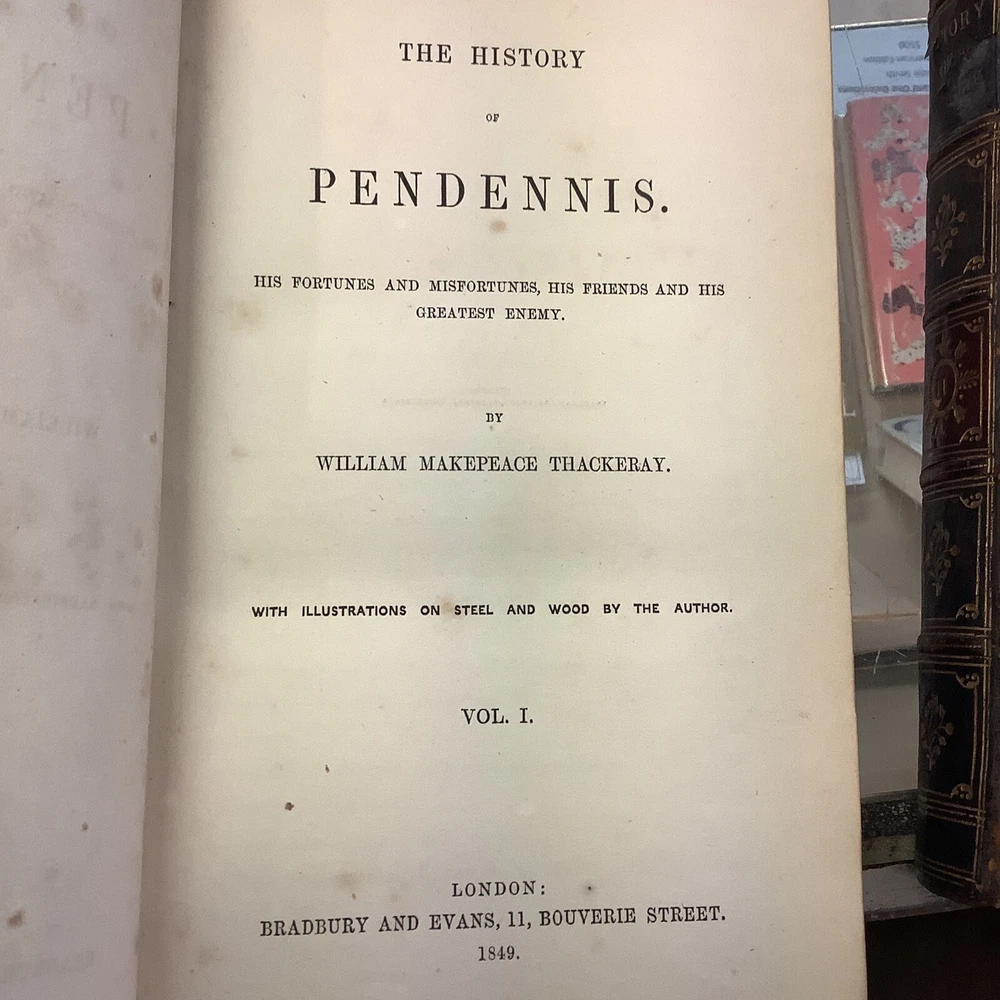 THE HISTORY
OF
PENDENNIS.
HIS FORTUNES AND MISFORTUNES, HIS FRIENDS AND HIS
GREATEST ENEMY.
BY
WILLIAM MAKEPEACE THACKERAY.
WITH ILLUSTRATIONS ON STEEL AND WOOD BY THE AUTHOR.
VOL. I.
LONDON:
BRADBURY AND EVANS, 11, BOUVERIE STREET.
1849.